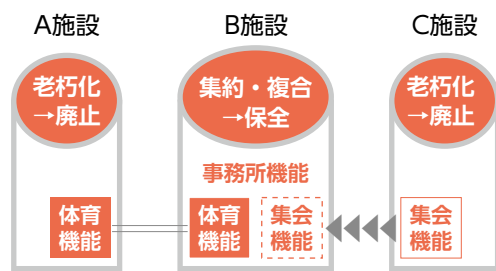 A施設
B施設
C施設
老朽化
→廃止
集約・複合
→保全
老朽化
→廃止
事務所機能
体育
機能
体育
機能
集会
機能
集会
機能